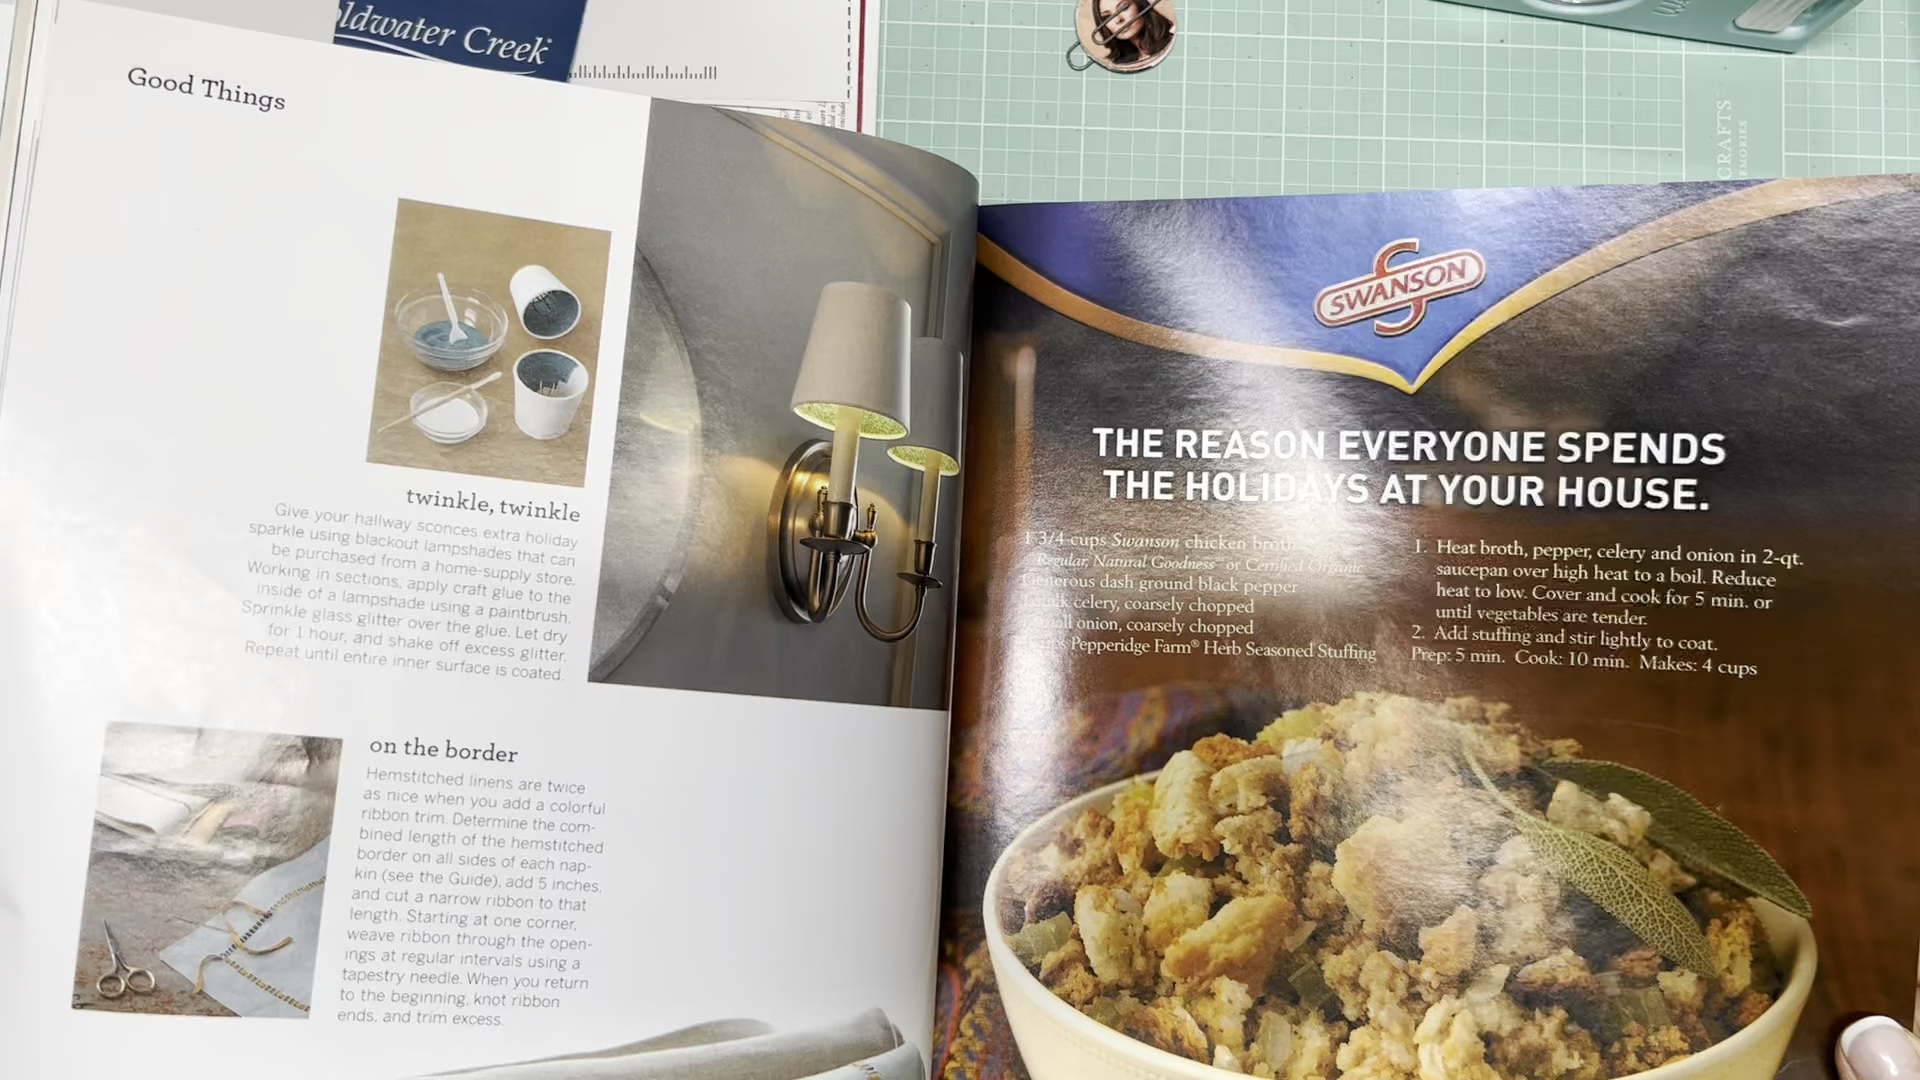 Coldwater Creek
Good Things
twinkle, twinkle
Give your hallway sconces extra holiday
sparkle using blackout lampshades that can
be purchased from a home-supply store.
Working in sections, apply craft glue to the
inside of a lampshade using a paintbrush.
Sprinkle glass glitter over the glue. Let dry
for 1 hour, and shake off excess glitter.
Repeat until entire inner surface is coated.
on the border
Hemstitched linens are twice
as nice when you add a colorful
ribbon trim. Determine the com-
bined length of the hemstitched
border on all sides of each nap-
kin (see the Guide), add 5 inches,
and cut a narrow ribbon to that
length. Starting at one corner,
weave ribbon through the open-
ings at regular intervals using a
tapestry needle. When you return
to the beginning, knot ribbon
ends, and trim excess.
SWANSON
THE REASON EVERYONE SPENDS
THE HOLIDAYS AT YOUR HOUSE.
1 3/4 cups Swanson chicken broth
Regular, Natural Goodness or Certified Organic
Generous dash ground black pepper
celery, coarsely chopped
onion, coarsely chopped
Pepperidge Farm® Herb Seasoned Stuffing
1. Heat broth, pepper, celery and onion in 2-qt.
saucepan over high heat to a boil. Reduce
heat to low. Cover and cook for 5 min. or
until vegetables are tender.
2. Add stuffing and stir lightly to coat.
Prep: 5 min. Cook: 10 min. Makes: 4 cups
CRAFTS